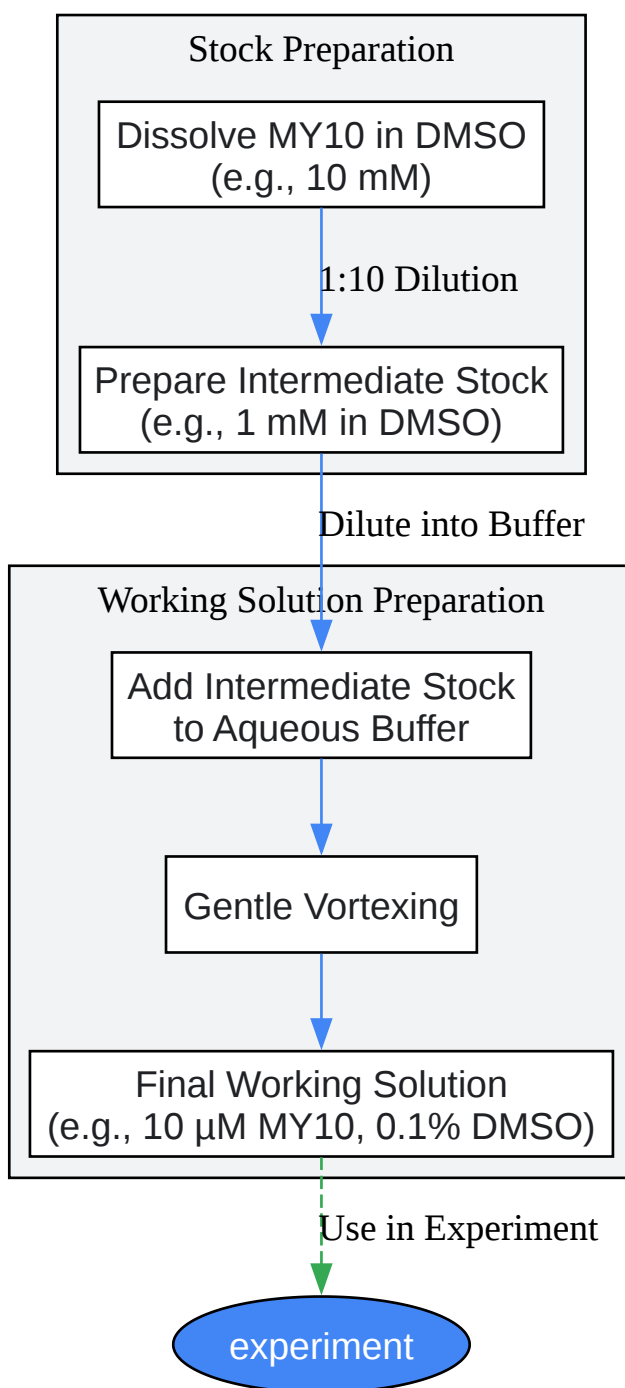 Stock Preparation
Dissolve MY10 in DMSO
(e.g., 10 mM)
1:10 Dilution
Prepare Intermediate Stock
(e.g., 1 mM in DMSO)
Dilute into Buffer
Working Solution Preparation
Add Intermediate Stock
to Aqueous Buffer
Gentle Vortexing
Final Working Solution
(e.g., 10 µM MY10, 0.1% DMSO)
Use in Experiment
experiment